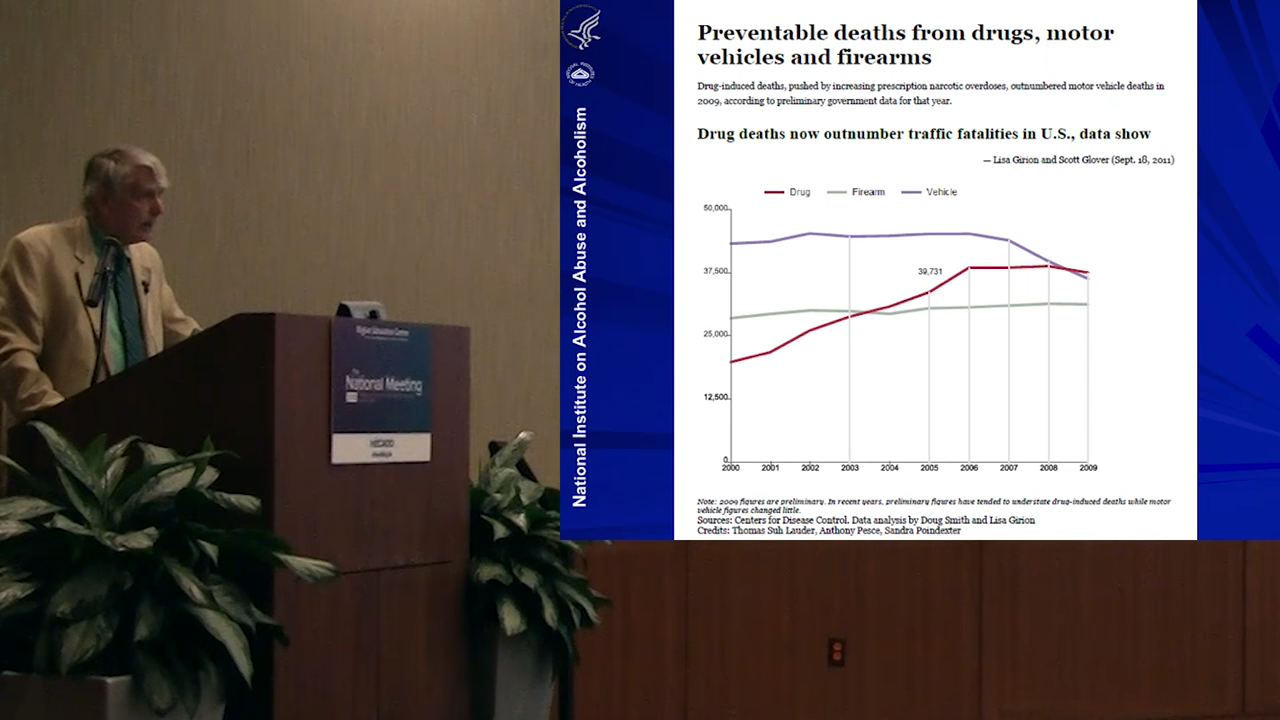 National Institute on Alcohol Abuse and Alcoholism
Preventable deaths from drugs, motor
vehicles and firearms
Drug-induced deaths, pushed by increasing prescription narcotic overdoses, outnumbered motor vehicle deaths in
2009, according to preliminary government data for that year.
Drug deaths now outnumber traffic fatalities in U.S., data show
— Lisa Girion and Scott Glover (Sept. 18, 2011)
Drug Firearm Vehicle
50,000
39,731
37,500
25,000
12,500
0
2000 2001 2002 2003 2004 2005 2006 2007 2008 2009
Note: 2009 figures are preliminary. In recent years, preliminary figures have tended to understate drug-induced deaths while motor
vehicle figures changed little.
Sources: Centers for Disease Control. Data analysis by Doug Smith and Lisa Girion
Credits: Thomas Suh Lauder, Anthony Pesce, Sandra Poindexter
Higher Education Center
The
National Meeting